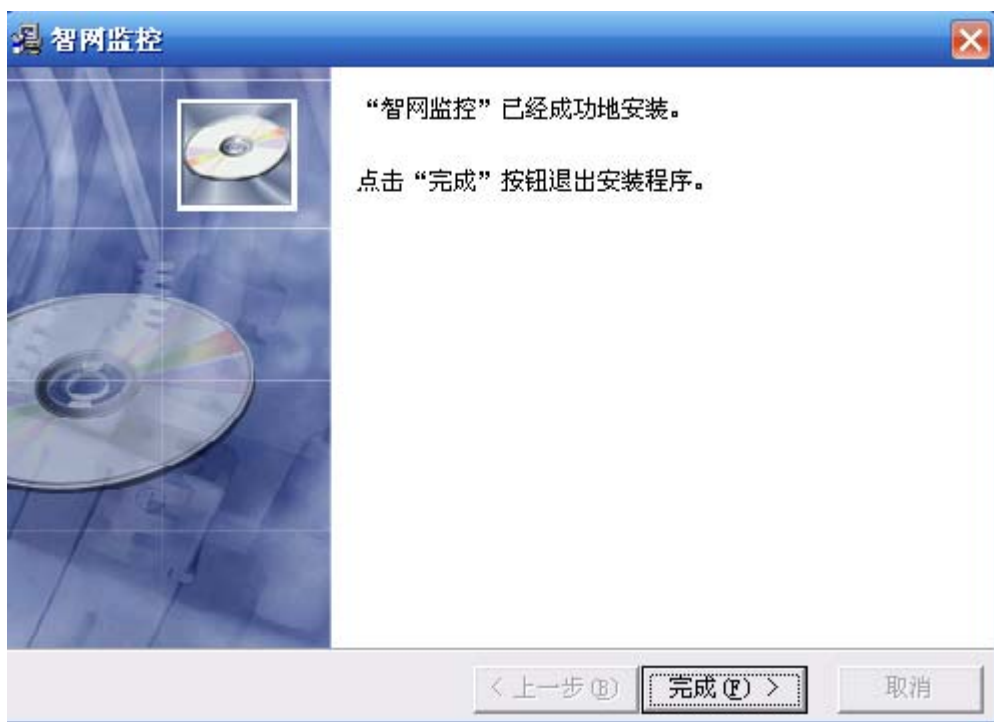 智网监控
“智网监控”已经成功地安装。
点击“完成”按钮退出安装程序。
< 上一步(B)
完成(F) >
取消